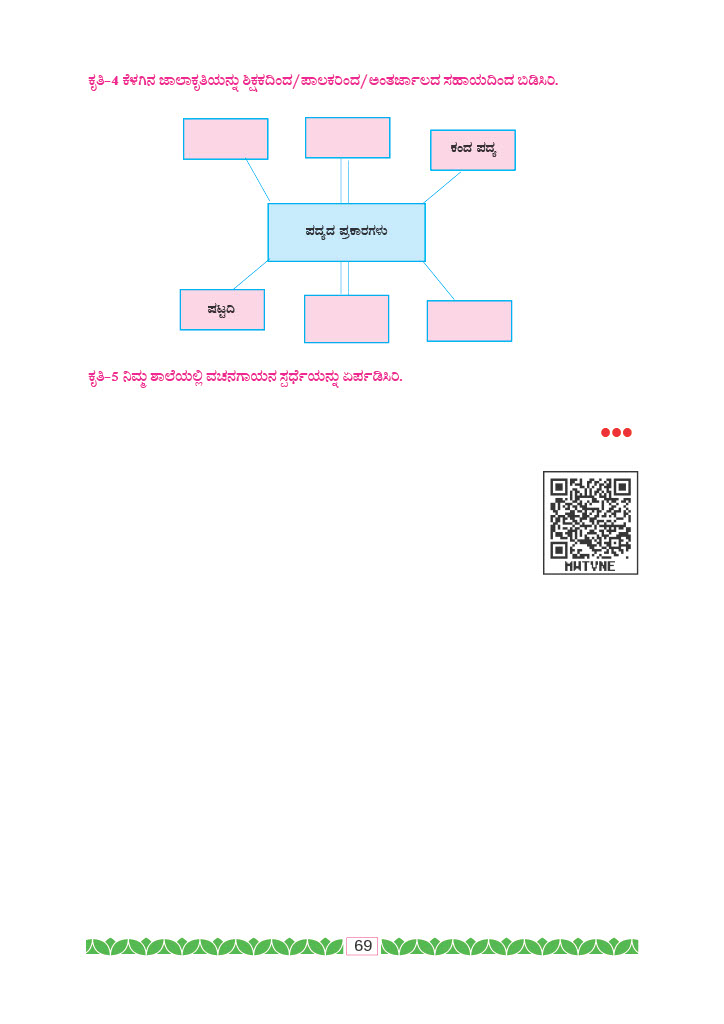 ಕೃತಿ-4 ಕೆಳಗಿನ ಜಾಲಾಕೃತಿಯನ್ನು ಶಿಕ್ಷಕದಿಂದ/ಪಾಲಕರಿಂದ/ಅಂತರ್ಜಾಲದ ಸಹಾಯದಿಂದ ಬಿಡಿಸಿರಿ.
ಕಂದ ಪದ್ಯ
ಪದ್ಯದ ಪ್ರಕಾರಗಳು
ಷಟ್ಪದಿ
ಕೃತಿ-5 ನಿಮ್ಮ ಶಾಲೆಯಲ್ಲಿ ವಚನಗಾಯನ ಸ್ಪರ್ಧೆಯನ್ನು ಏರ್ಪಡಿಸಿರಿ.
MWTVNE
69